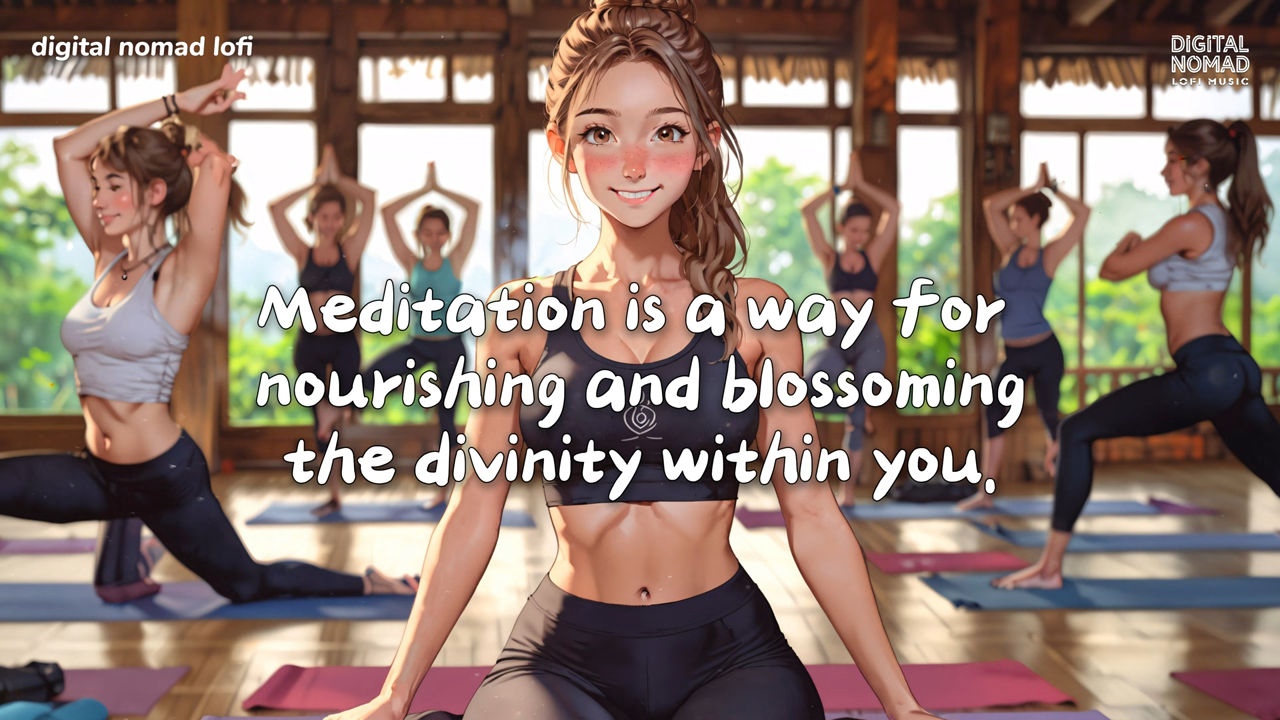 digital nomad lofi
DIGITAL
NOMAD
LOFI MUSIC
Meditation is a way for
nourishing and blossoming
the divinity within you.